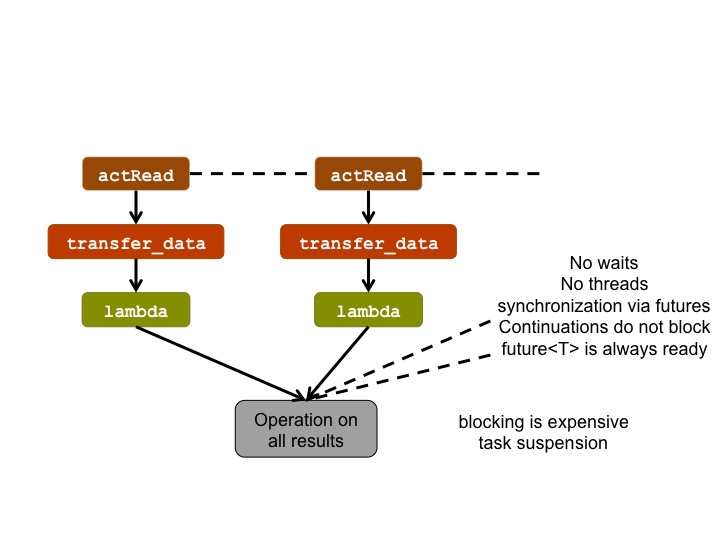 actRead
actRead
transfer_data
transfer_data
lambda
lambda
No waits
No threads
synchronization via futures
Continuations do not block
future<T> is always ready
Operation on
all results
blocking is expensive
task suspension